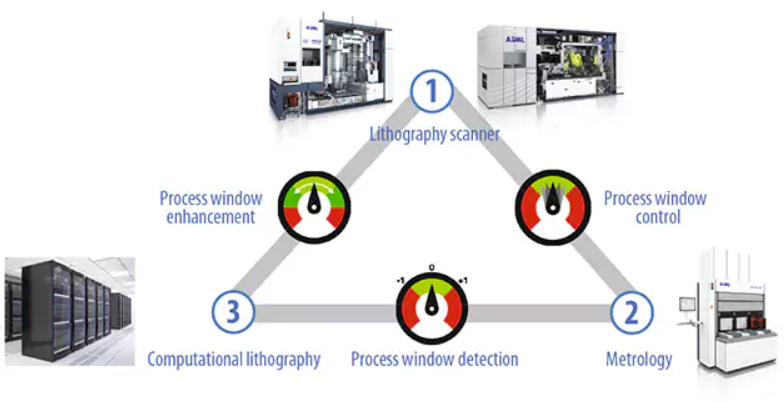 ASML
ASML
1
Lithography scanner
Process window
enhancement
Process window
control
-1
0
+1
3
2
ASML
Computational lithography
Process window detection
Metrology